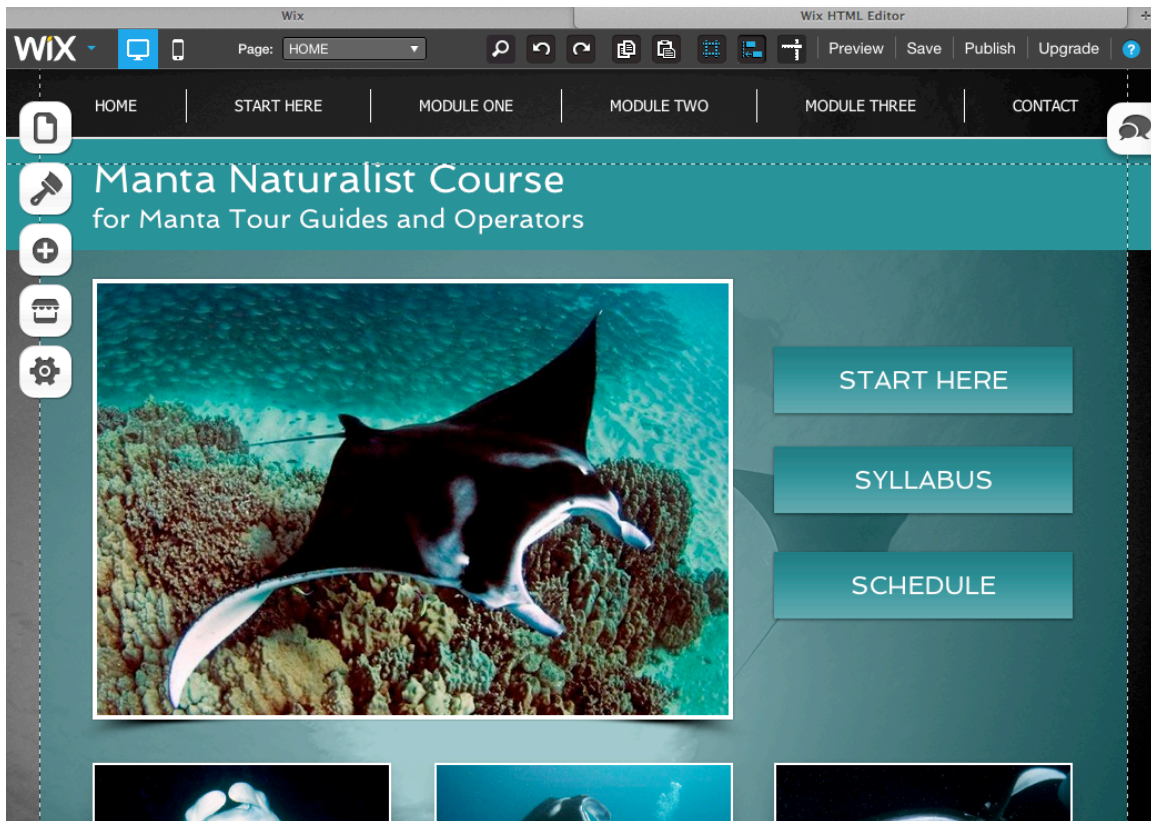 Wix
Wix HTML Editor
WiX
Page: HOME
Preview Save Publish Upgrade ?
HOME START HERE MODULE ONE MODULE TWO MODULE THREE CONTACT
Manta Naturalist Course
for Manta Tour Guides and Operators
START HERE
SYLLABUS
SCHEDULE